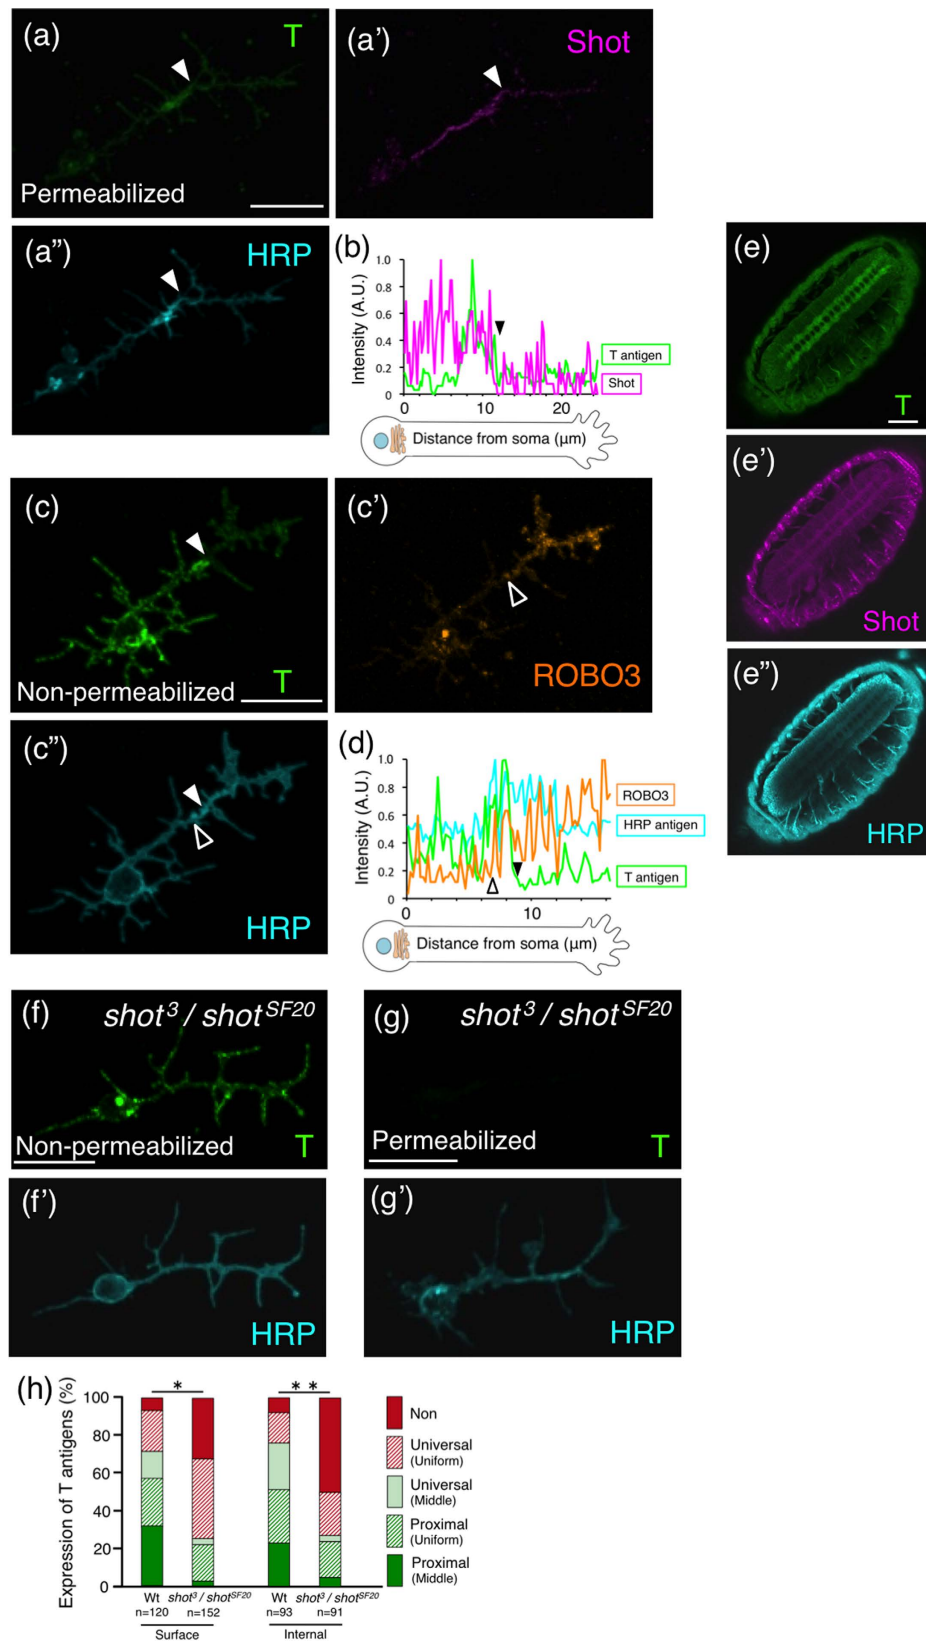 (a)
T
Permeabilized
(a')
Shot
(a")
HRP
(b)
Intensity (A.U.)
1.0
0.8
0.6
0.4
0.2
0
0
10
20
T antigen
Shot
Distance from soma (μm)
(c)
Non-permeabilized
T
(c')
ROBO3
(c")
HRP
(d)
Intensity (A.U.)
1.0
0.8
0.6
0.4
0.2
0
0
10
ROBO3
HRP antigen
T antigen
Distance from soma (μm)
(e)
T
(e')
Shot
(e")
HRP
(f)
shot³ / shotˢᶠ²⁰
Non-permeabilized
T
(g)
shot³ / shotˢᶠ²⁰
Permeabilized
T
(f')
HRP
(g')
HRP
(h)
Expression of T antigens (%)
100
80
60
40
20
0
*
* *
Wt
n=120
shot³ / shotˢᶠ²⁰
n=152
Surface
Wt
n=93
shot³ / shotˢᶠ²⁰
n=91
Internal
Non
Universal
(Uniform)
Universal
(Middle)
Proximal
(Uniform)
Proximal
(Middle)